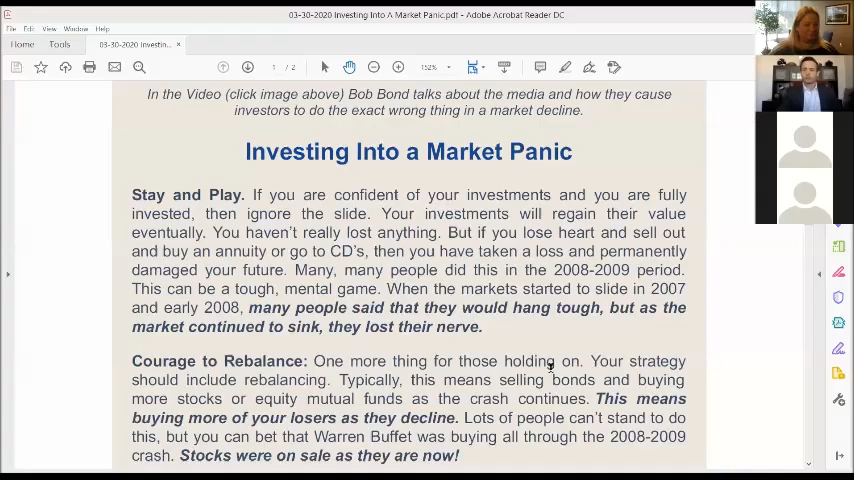 03-30-2020 Investing Into A Market Panic.pdf - Adobe Acrobat Reader DC
File Edit View Window Help
Home Tools 03-30-2020 Investin... ×
1 / 2 152%
In the Video (click image above) Bob Bond talks about the media and how they cause
investors to do the exact wrong thing in a market decline.
Investing Into a Market Panic
Stay and Play. If you are confident of your investments and you are fully
invested, then ignore the slide. Your investments will regain their value
eventually. You haven't really lost anything. But if you lose heart and sell out
and buy an annuity or go to CD's, then you have taken a loss and permanently
damaged your future. Many, many people did this in the 2008-2009 period.
This can be a tough, mental game. When the markets started to slide in 2007
and early 2008, many people said that they would hang tough, but as the
market continued to sink, they lost their nerve.
Courage to Rebalance: One more thing for those holding on. Your strategy
should include rebalancing. Typically, this means selling bonds and buying
more stocks or equity mutual funds as the crash continues. This means
buying more of your losers as they decline. Lots of people can't stand to do
this, but you can bet that Warren Buffet was buying all through the 2008-2009
crash. Stocks were on sale as they are now!